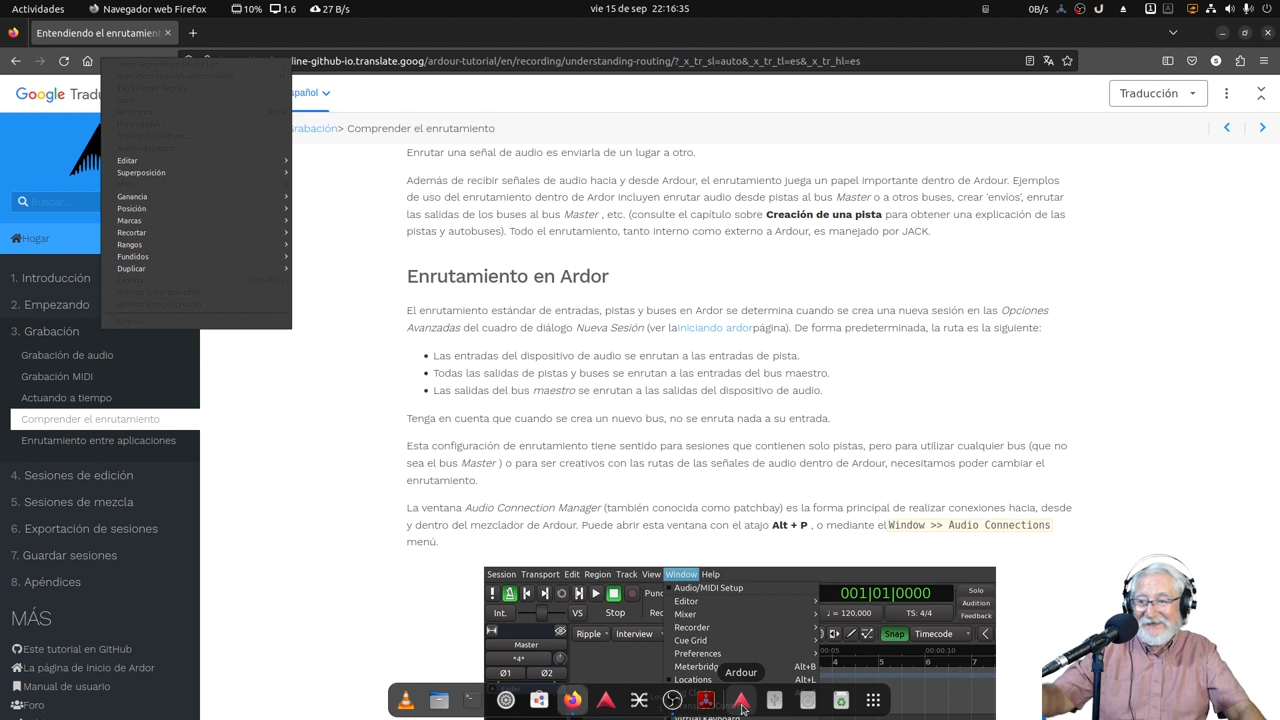 Actividades
Navegador web Firefox
10%
1.6
27 B/s
vie 15 de sep 22:16:35
0B/s
1
A
Entendiendo el enrutamient
ine-github-io.translate.goog/ardour-tutorial/en/recording/understanding-routing/?_x_tr_sl=auto&_x_tr_tl=es&_x_tr_hl=es
Google Tradu
spañol
Traducción
Grabación> Comprender el enrutamiento
Buscar...
Hogar
1. Introducción
2. Empezando
3. Grabación
Grabación de audio
Grabación MIDI
Actuando a tiempo
Comprender el enrutamiento
Enrutamiento entre aplicaciones
4. Sesiones de edición
5. Sesiones de mezcla
6. Exportación de sesiones
7. Guardar sesiones
8. Apéndices
MÁS
Este tutorial en GitHub
La página de inicio de Ardor
Manual de usuario
Foro
Editar
Superposición
Ganancia
Posición
Marcas
Recortar
Rangos
Fundidos
Duplicar
Enrutar una señal de audio es enviarla de un lugar a otro.
Además de recibir señales de audio hacia y desde Ardour, el enrutamiento juega un papel importante dentro de Ardour. Ejemplos
de uso del enrutamiento dentro de Ardor incluyen enrutar audio desde pistas al bus Master o a otros buses, crear 'envíos', enrutar
las salidas de los buses al bus Master , etc. (consulte el capítulo sobre Creación de una pista para obtener una explicación de las
pistas y autobuses). Todo el enrutamiento, tanto interno como externo a Ardour, es manejado por JACK.
Enrutamiento en Ardor
El enrutamiento estándar de entradas, pistas y buses en Ardor se determina cuando se crea una nueva sesión en las Opciones
Avanzadas del cuadro de diálogo Nueva Sesión (ver laIniciando ardorpágina). De forma predeterminada, la ruta es la siguiente:
Las entradas del dispositivo de audio se enrutan a las entradas de pista.
Todas las salidas de pistas y buses se enrutan a las entradas del bus maestro.
Las salidas del bus maestro se enrutan a las salidas del dispositivo de audio.
Tenga en cuenta que cuando se crea un nuevo bus, no se enruta nada a su entrada.
Esta configuración de enrutamiento tiene sentido para sesiones que contienen solo pistas, pero para utilizar cualquier bus (que no
sea el bus Master ) o para ser creativos con las rutas de las señales de audio dentro de Ardour, necesitamos poder cambiar el
enrutamiento.
La ventana Audio Connection Manager (también conocida como patchbay) es la forma principal de realizar conexiones hacia, desde
y dentro del mezclador de Ardour. Puede abrir esta ventana con el atajo Alt + P , o mediante elWindow >> Audio Connections
menú.
Session Transport Edit Region Track View Window Help
Audio/MIDI Setup
Editor
Mixer
Recorder
Cue Grid
Preferences
Meterbridg Alt+B
Locations Alt+L
Virtual Keyboard
Punc
Int.
VS
Stop
Rec
Ripple
Interview
Master
*4*
Ø1
Ø2
001|01|0000
♩ = 120,000
TS: 4/4
Solo
Audition
Feedback
Snap
Timecode
00:00:10
4
5
6
7
Ardour